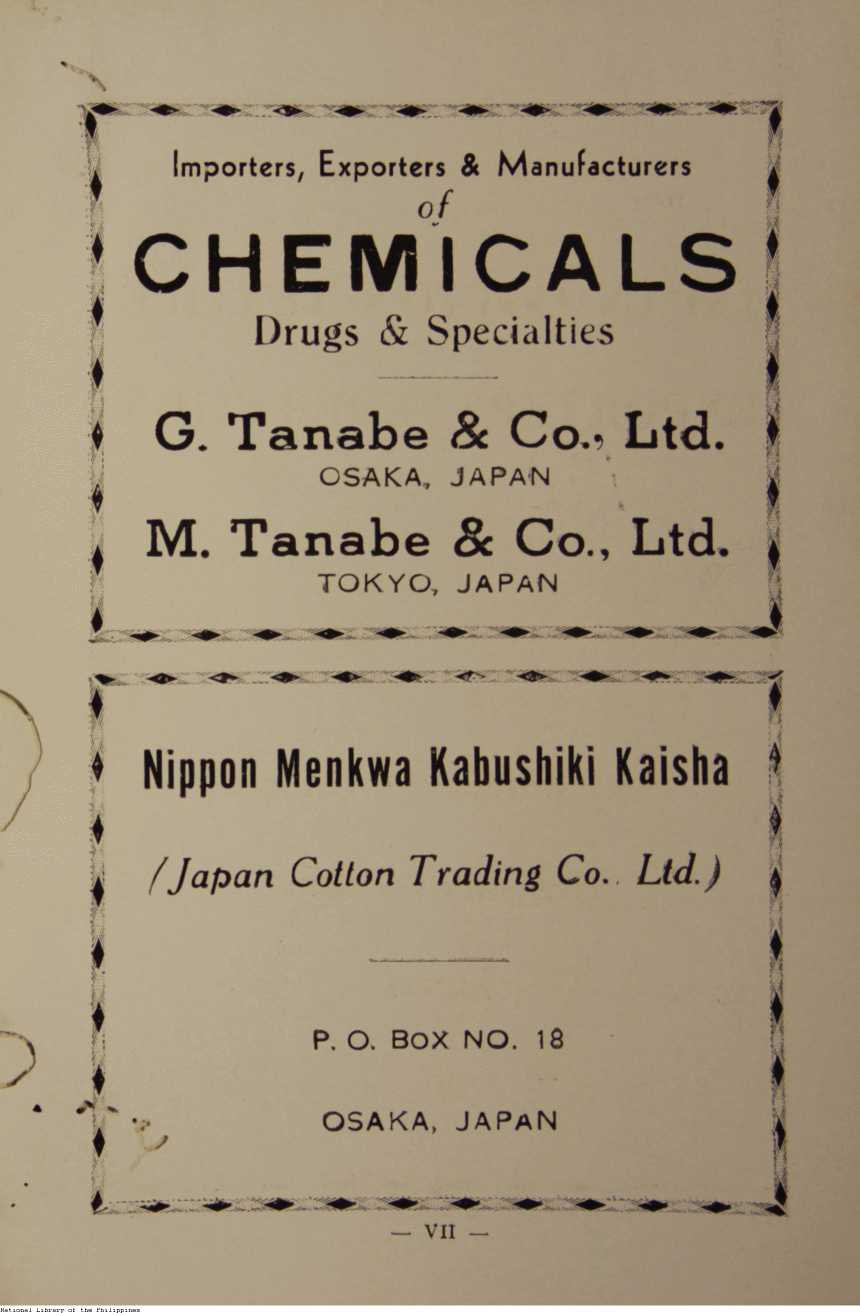 Importers, Exporters & Manufacturers
of
CHEMICALS
Drugs & Specialties
G. Tanabe & Co., Ltd.
OSAKA, JAPAN
M. Tanabe & Co., Ltd.
TOKYO, JAPAN
Nippon Menkwa Kabushiki Kaisha
(Japan Cotton Trading Co.. Ltd.)
P. O. BOX NO. 18
OSAKA, JAPAN
— VII —
National Library of the Philippines